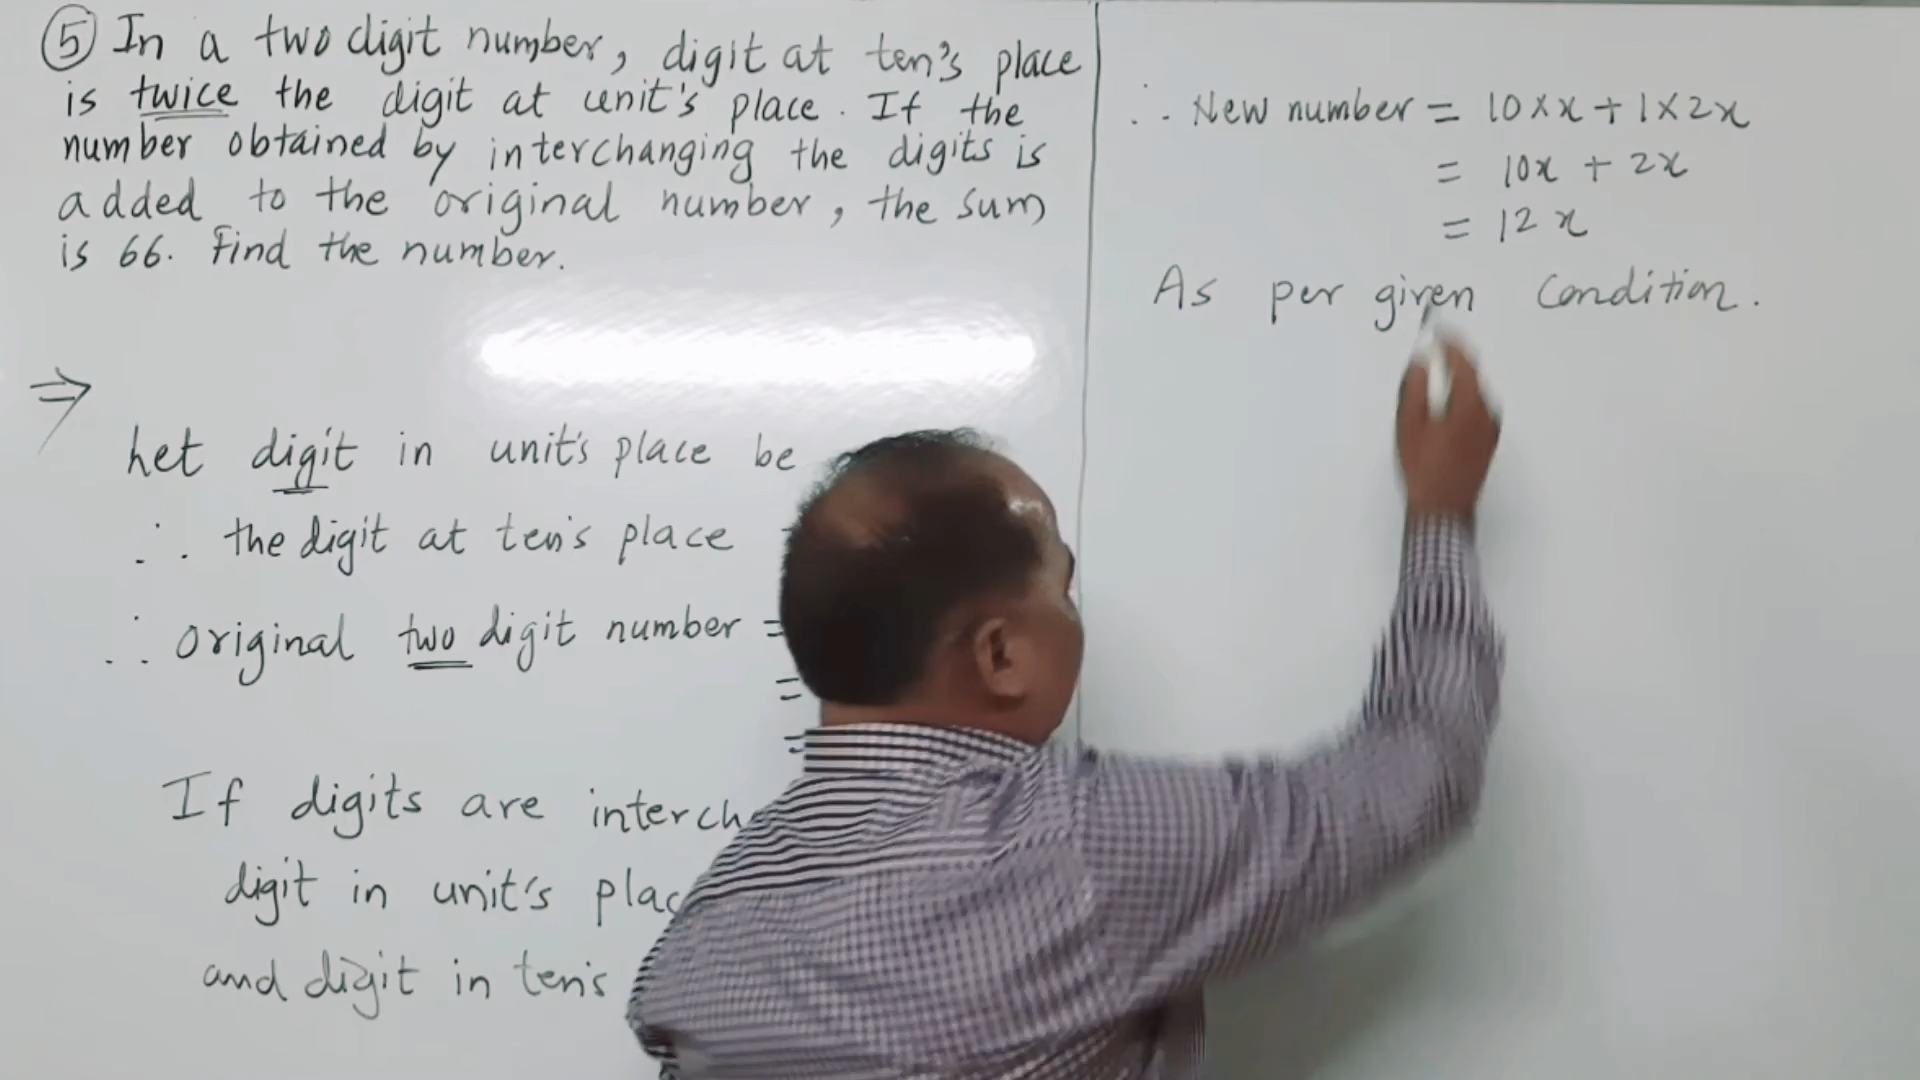 ⑤ In a two digit number, digit at ten's place
is twice the digit at unit's place. If the
number obtained by interchanging the digits is
added to the original number, the sum
is 66. Find the number.
⇒
Let digit in unit's place be
∴ the digit at ten's place
∴ original two digit number =
=
=
If digits are interch
digit in unit's plac
and digit in ten's
∴ New number = 10×x + 1×2x
= 10x + 2x
= 12x
As per given condition.